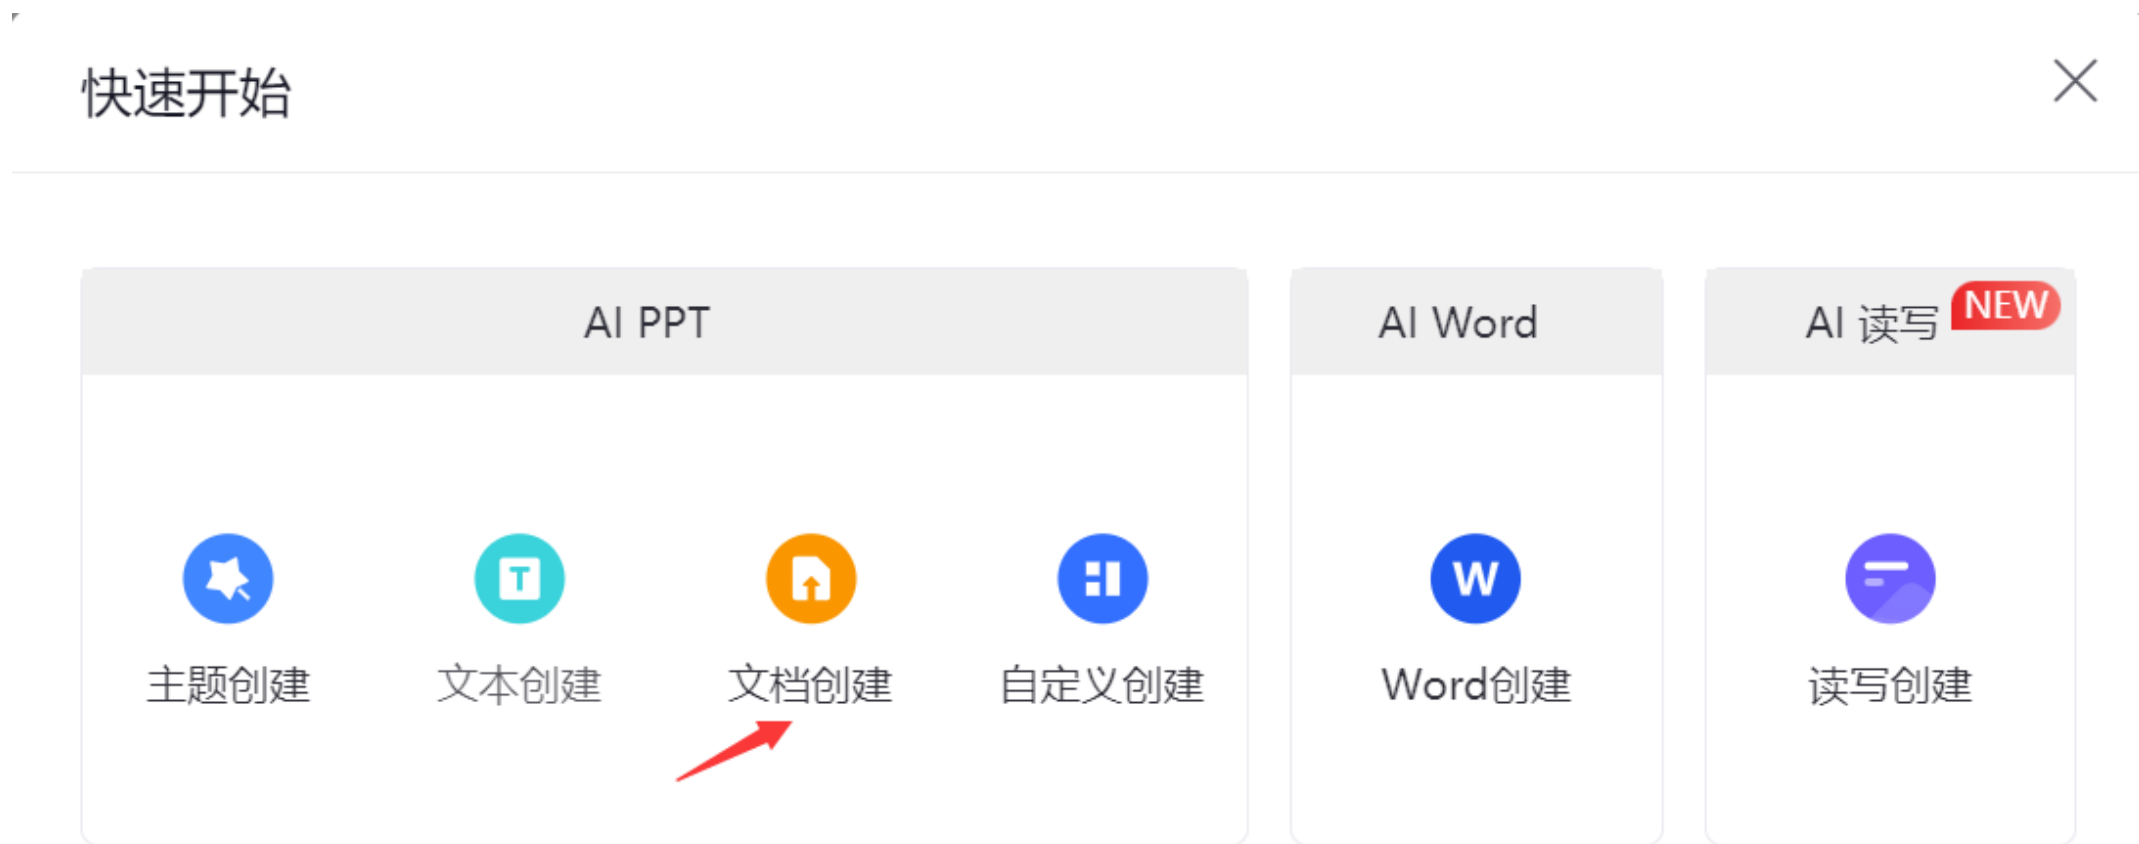 快速开始
AI PPT
AI Word
AI 读写
NEW
T
W
主题创建
文本创建
文档创建
自定义创建
Word创建
读写创建